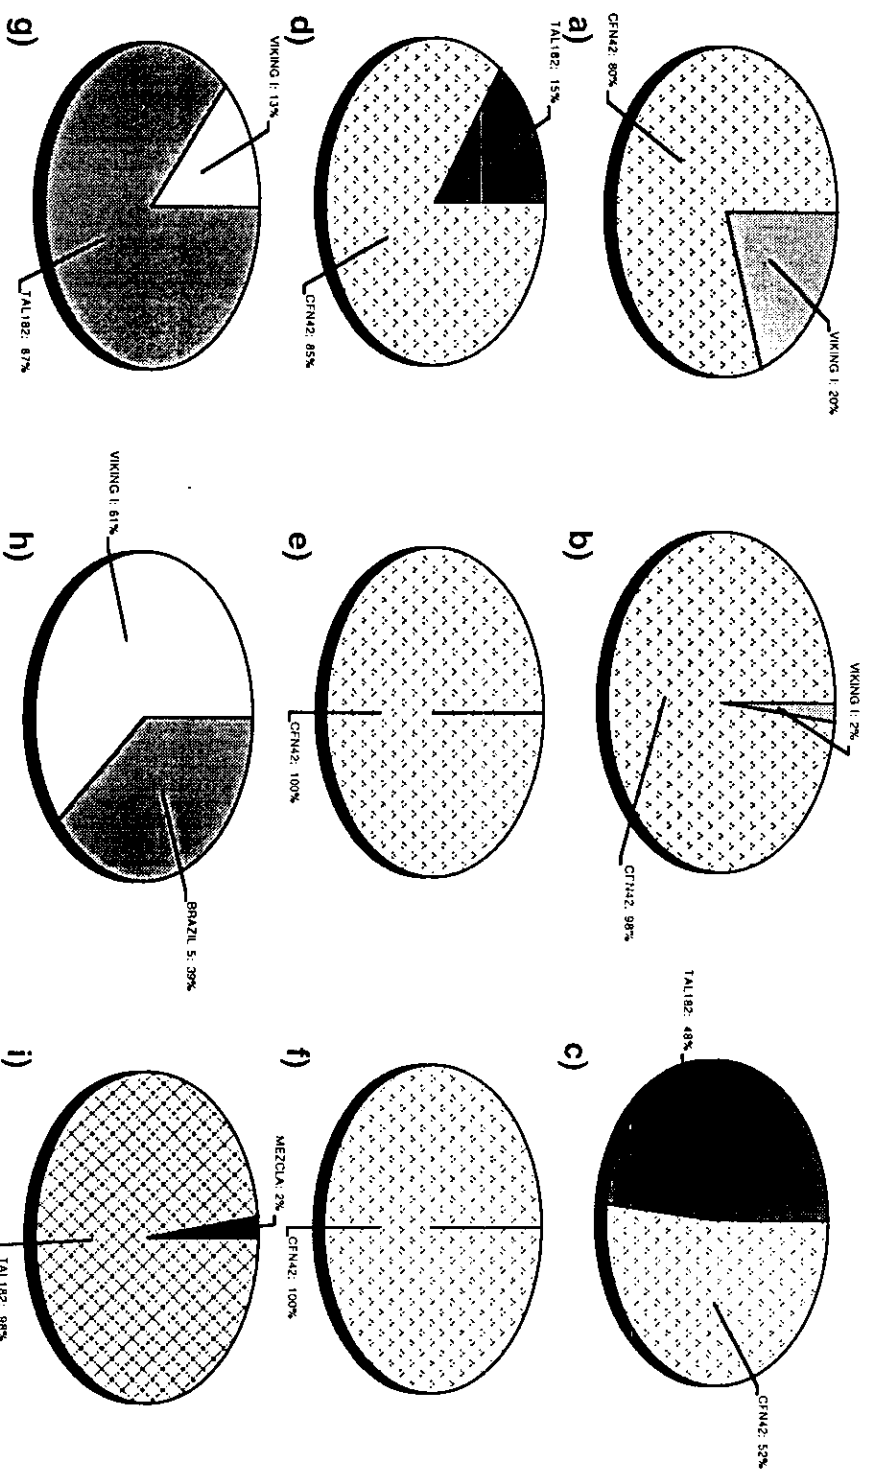 a)
VIKING I: 20%
CFN42: 80%
b)
VIKING I: 2%
CFN42: 98%
c)
TAL182: 48%
CFN42: 52%
d)
TAL182: 15%
CFN42: 85%
e)
CFN42: 100%
f)
CFN42: 100%
g)
VIKING I: 13%
TAL182: 87%
h)
VIKING I: 61%
BRAZIL 5: 39%
i)
MEZCLA: 2%
TAL182: 98%